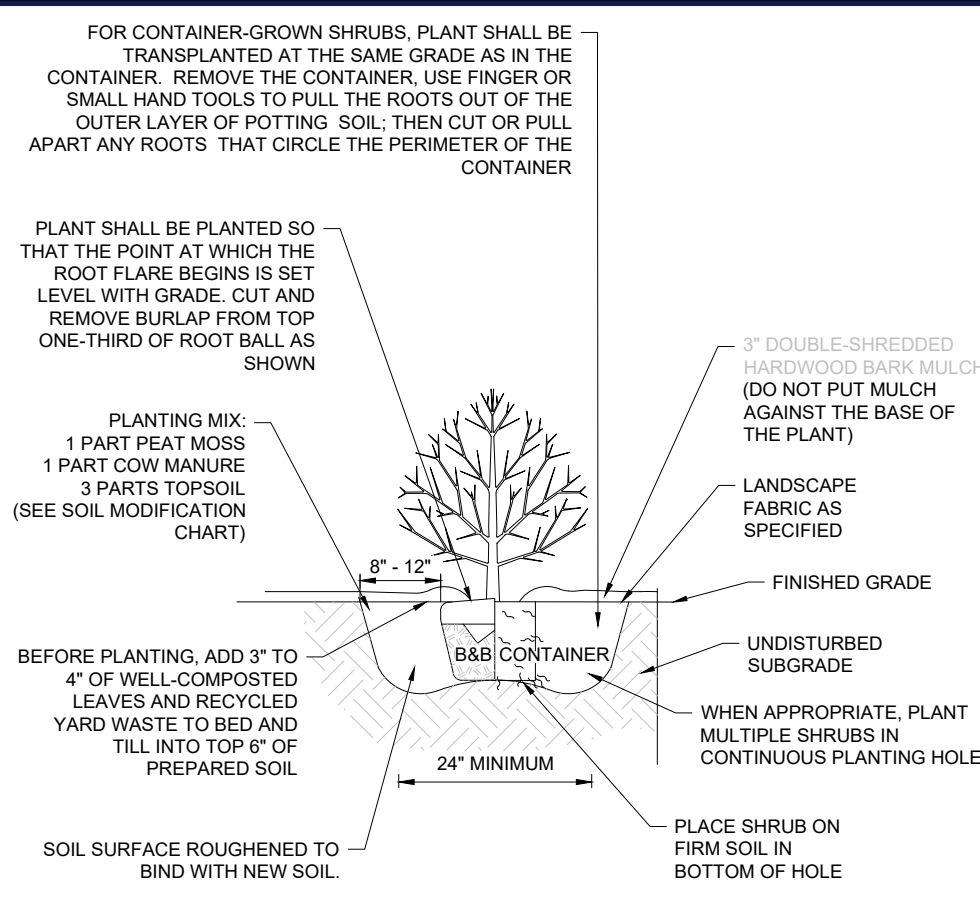 FOR CONTAINER-GROWN SHRUBS, PLANT SHALL BE
TRANSPLANTED AT THE SAME GRADE AS IN THE
CONTAINER. REMOVE THE CONTAINER, USE FINGER OR
SMALL HAND TOOLS TO PULL THE ROOTS OUT OF THE
OUTER LAYER OF POTTING SOIL; THEN CUT OR PULL
APART ANY ROOTS THAT CIRCLE THE PERIMETER OF THE
CONTAINER
PLANT SHALL BE PLANTED SO
THAT THE POINT AT WHICH THE
ROOT FLARE BEGINS IS SET
LEVEL WITH GRADE. CUT AND
REMOVE BURLAP FROM TOP
ONE-THIRD OF ROOT BALL AS
SHOWN
3" DOUBLE-SHREDDED
HARDWOOD BARK MULCH
(DO NOT PUT MULCH
AGAINST THE BASE OF
THE PLANT)
PLANTING MIX:
1 PART PEAT MOSS
1 PART COW MANURE
3 PARTS TOPSOIL
(SEE SOIL MODIFICATION
CHART)
LANDSCAPE
FABRIC AS
SPECIFIED
8" - 12"
FINISHED GRADE
B&B CONTAINER
UNDISTURBED
SUBGRADE
BEFORE PLANTING, ADD 3" TO
4" OF WELL-COMPOSTED
LEAVES AND RECYCLED
YARD WASTE TO BED AND
TILL INTO TOP 6" OF
PREPARED SOIL
WHEN APPROPRIATE, PLANT
MULTIPLE SHRUBS IN
CONTINUOUS PLANTING HOLE
24" MINIMUM
PLACE SHRUB ON
FIRM SOIL IN
BOTTOM OF HOLE
SOIL SURFACE ROUGHENED TO
BIND WITH NEW SOIL.